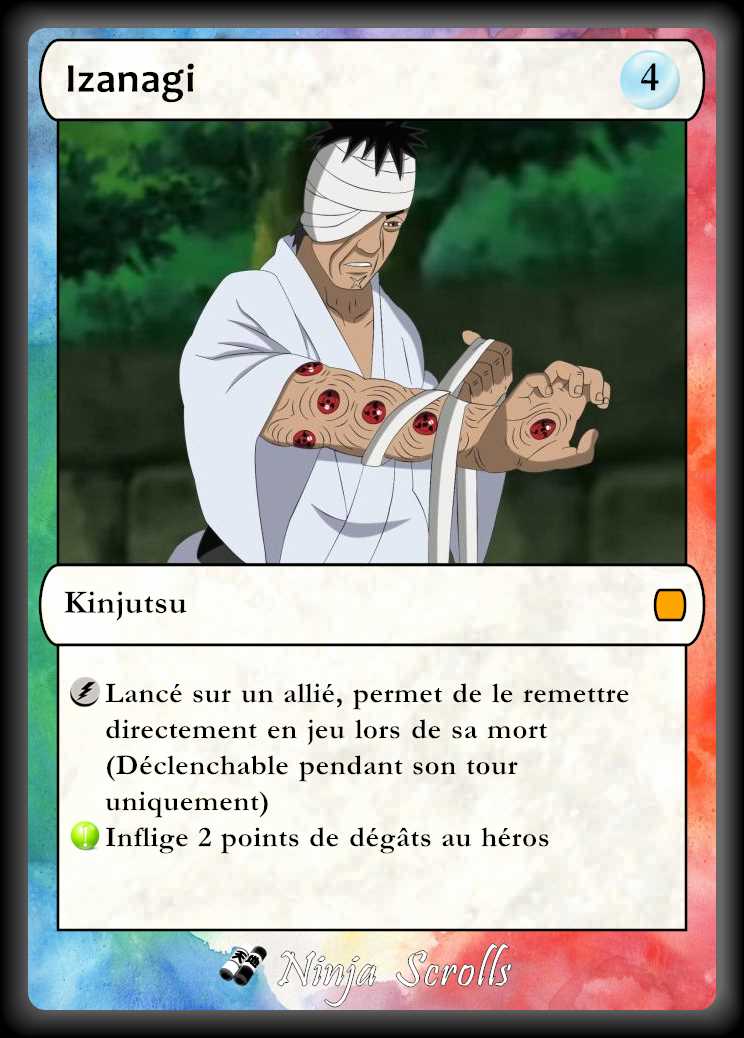 Izanagi
4
Kinjutsu
Lancé sur un allié, permet de le remettre
directement en jeu lors de sa mort
(Déclenchable pendant son tour
uniquement)
Inflige 2 points de dégâts au héros
Ninja Scrolls